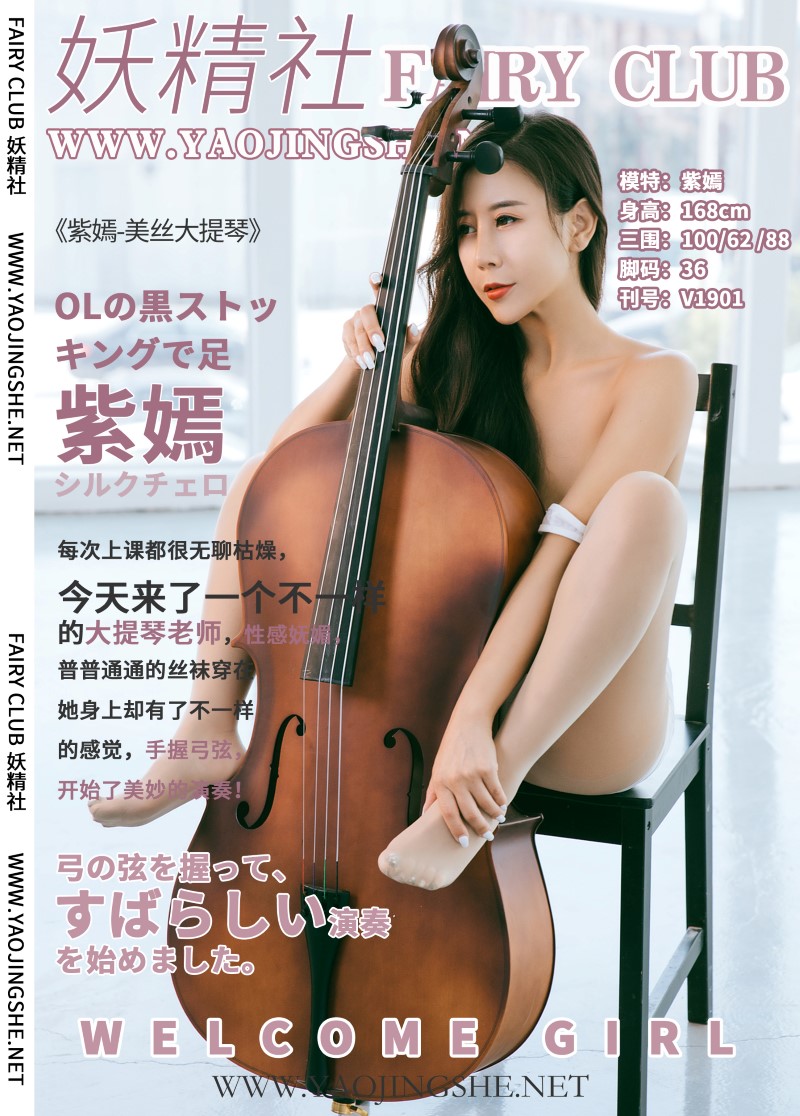 妖精社 FAIRY CLUB
WWW.YAOJINGSHE
《紫嫣-美丝大提琴》
模特：紫嫣
身高：168cm
三围：100/62 /88
脚码：36
刊号：V1901
OLの黒ストッ
キングで足
紫嫣
シルクチェロ
每次上课都很无聊枯燥，
今天来了一个不一样
的大提琴老师，性感妩媚，
普普通通的丝袜穿在
她身上却有了不一样
的感觉，手握弓弦，
开始了美妙的演奏！
弓の弦を握って、
すばらしい演奏
を始めました。
WELCOME GIRL
WWW.YAOJINGSHE.NET
FAIRY CLUB 妖精社
WWW.YAOJINGSHE.NET
FAIRY CLUB 妖精社
WWW.YAOJINGSHE.NET